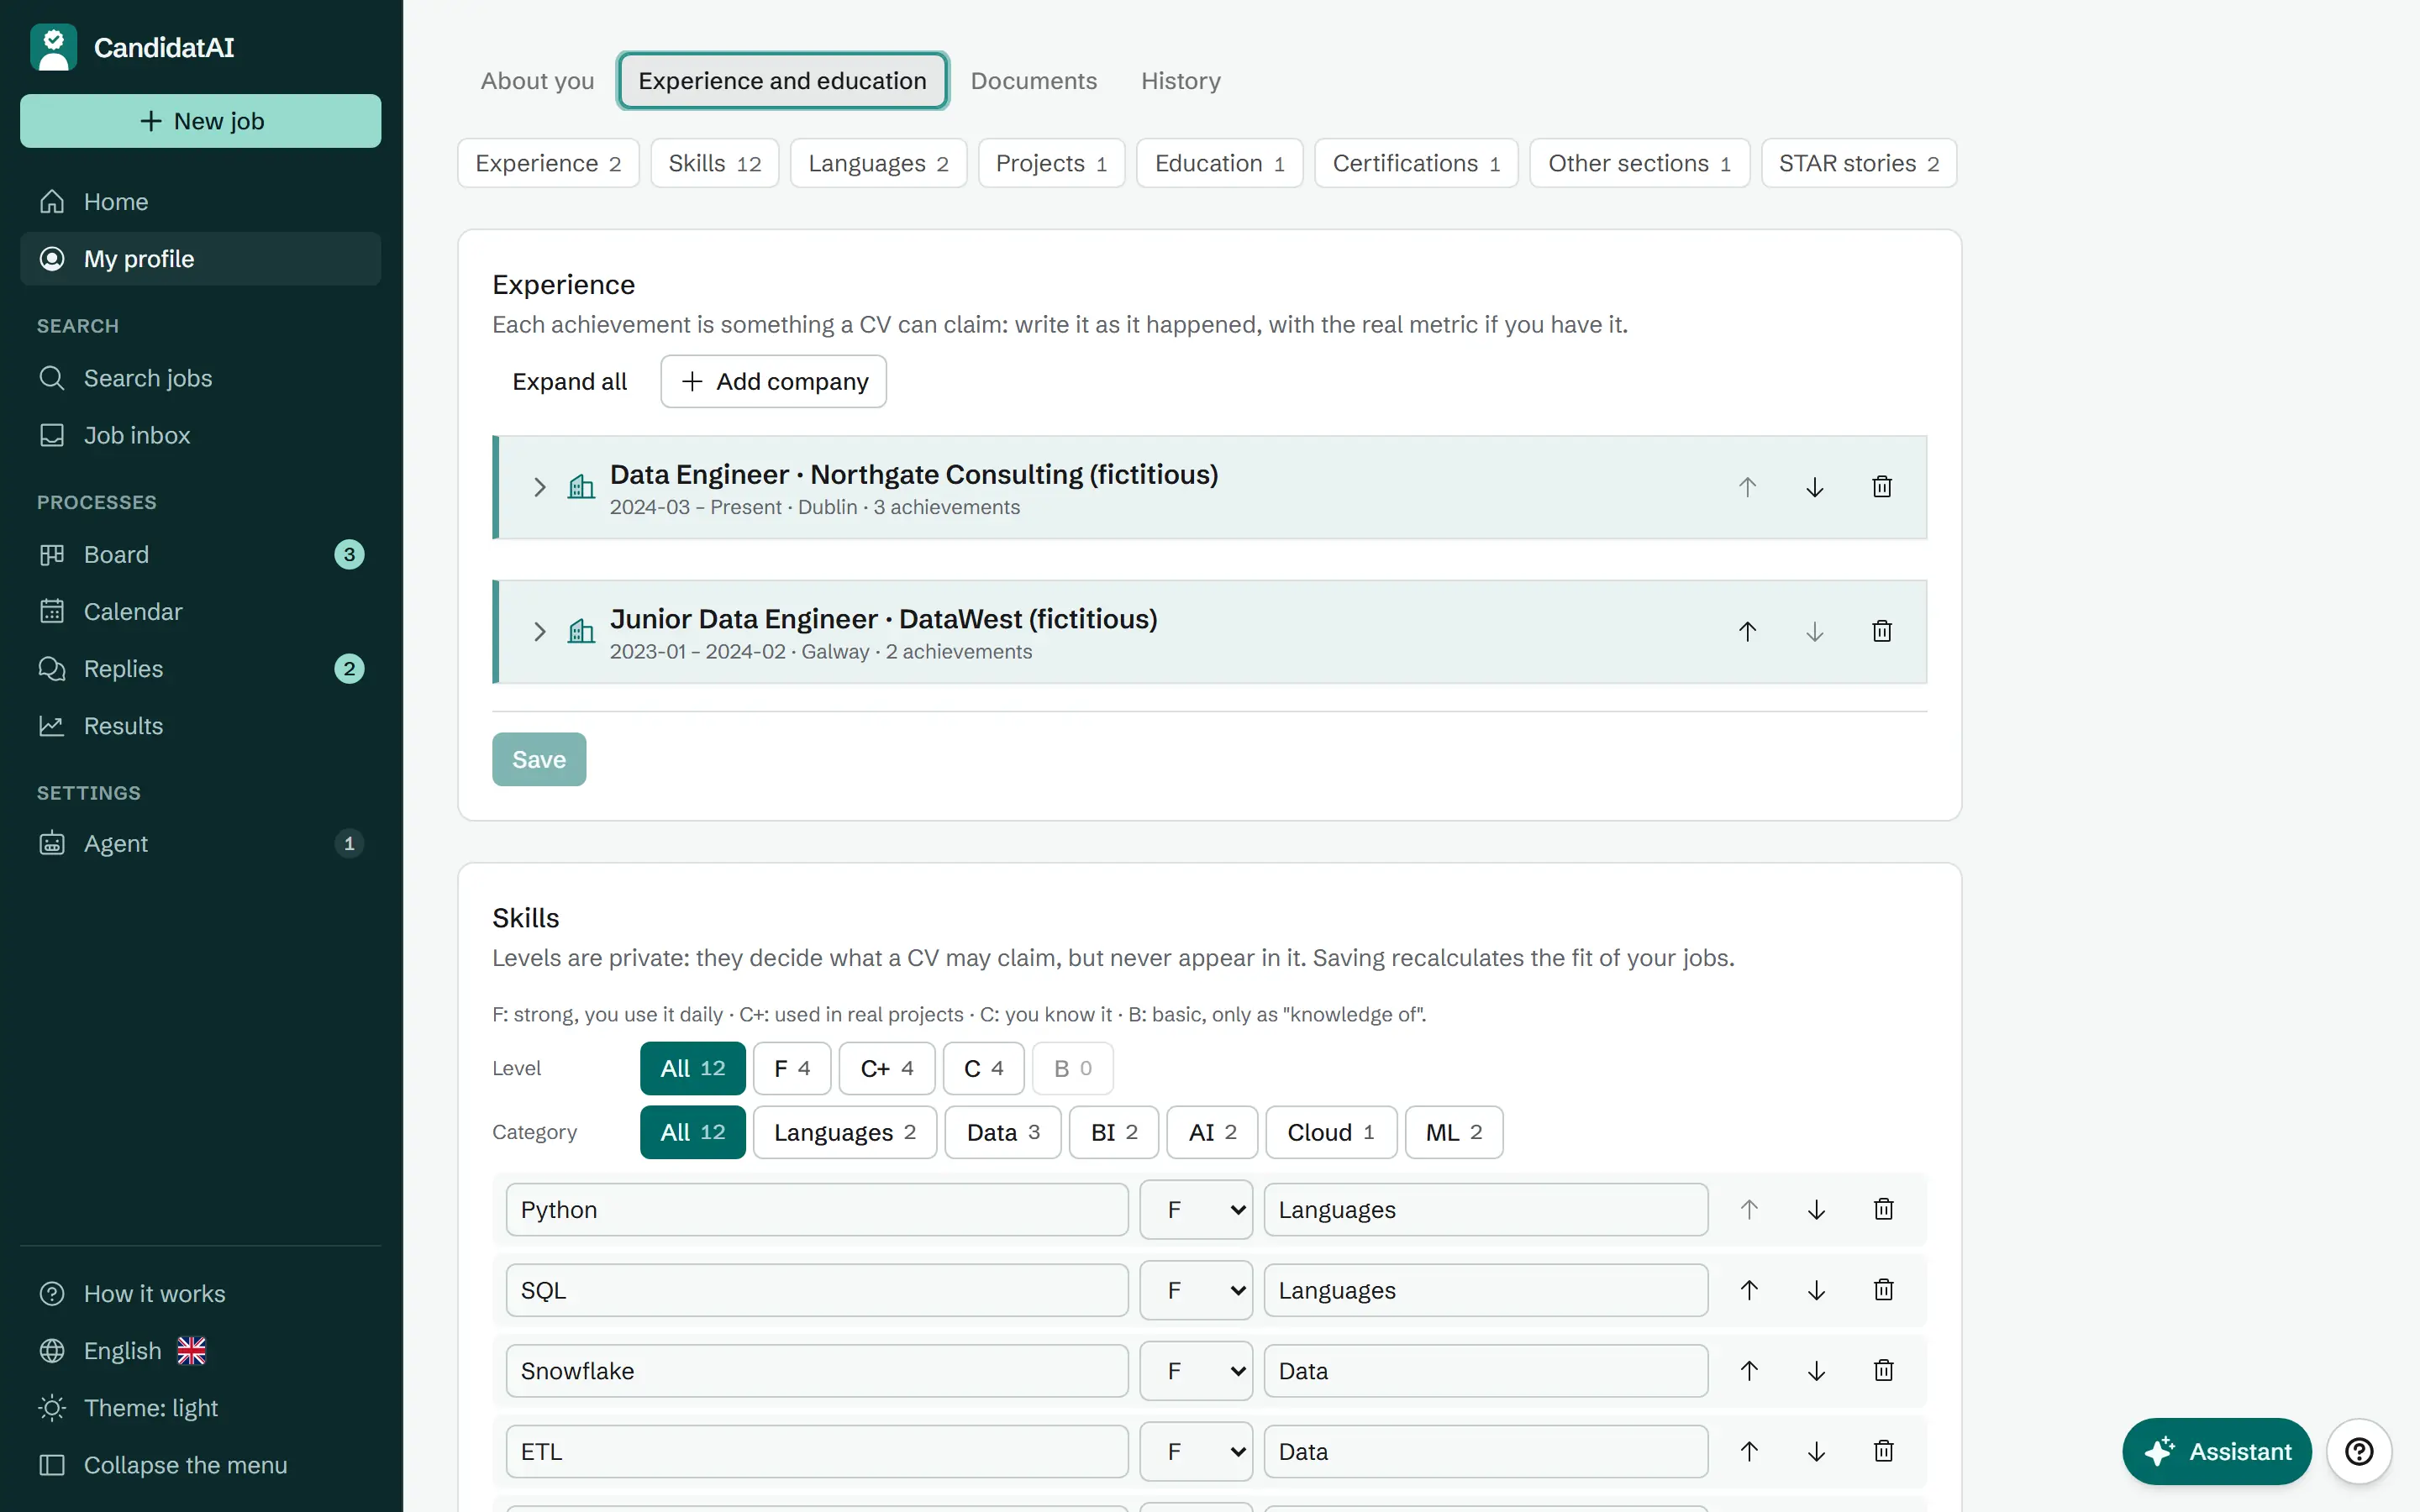 CandidatAI
+ New job
Home
My profile
SEARCH
Search jobs
Job inbox
PROCESSES
Board 3
Calendar
Replies 2
Results
SETTINGS
Agent 1
How it works
English
Theme: light
Collapse the menu
About you Experience and education Documents History
Experience 2 Skills 12 Languages 2 Projects 1 Education 1 Certifications 1 Other sections 1 STAR stories 2
Experience
Each achievement is something a CV can claim: write it as it happened, with the real metric if you have it.
Expand all + Add company
Data Engineer · Northgate Consulting (fictitious)
2024-03 – Present · Dublin · 3 achievements
Junior Data Engineer · DataWest (fictitious)
2023-01 – 2024-02 · Galway · 2 achievements
Save
Skills
Levels are private: they decide what a CV may claim, but never appear in it. Saving recalculates the fit of your jobs.
F: strong, you use it daily · C+: used in real projects · C: you know it · B: basic, only as "knowledge of".
Level All 12 F 4 C+ 4 C 4 B 0
Category All 12 Languages 2 Data 3 BI 2 AI 2 Cloud 1 ML 2
Python F Languages
SQL F Languages
Snowflake F Data
ETL F Data
Assistant